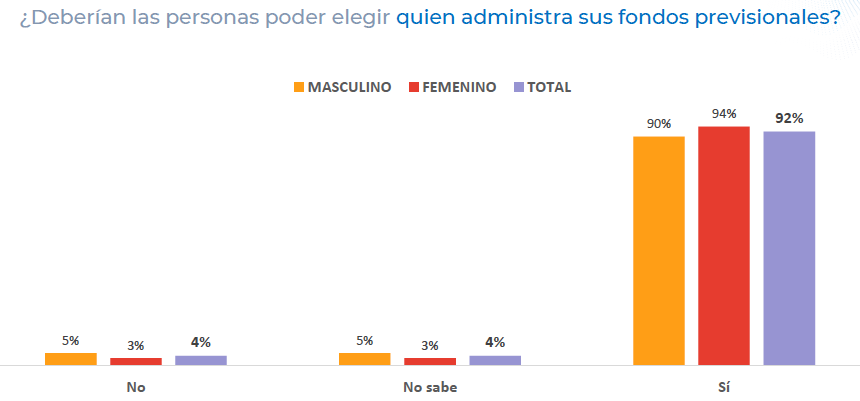 ¿Deberían las personas poder elegir quien administra sus fondos previsionales?
MASCULINO FEMENINO TOTAL
90% 94% 92%
5% 3% 4% 5% 3% 4%
No No sabe Sí